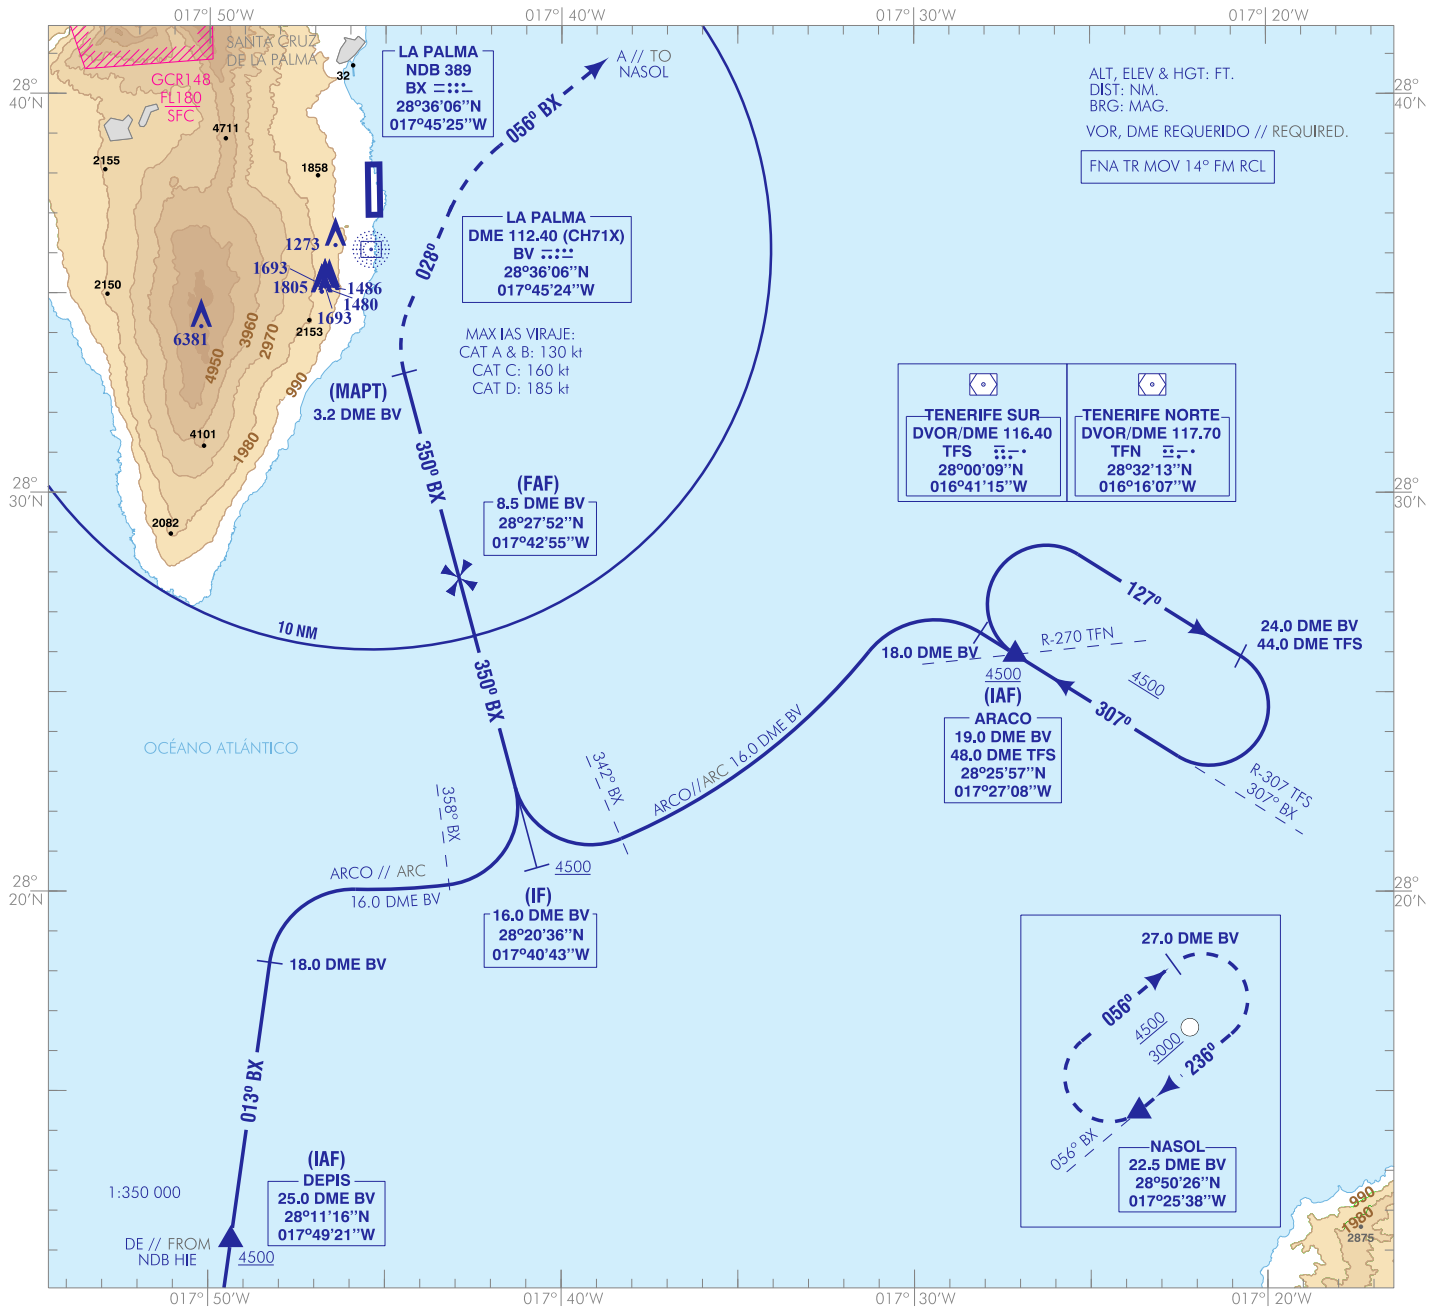 017°50'W
017°40'W
017°30'W
017°20'W
28°
40'N
28°
40'N
SANTA CRUZ
DE LA PALMA
32
GCR148
FL180
SFC
4711
2155
1858
LA PALMA
NDB 389
BX
28°36'06''N
017°45'25''W
A // TO
NASOL
056° BX
ALT, ELEV & HGT: FT.
DIST: NM.
BRG: MAG.
VOR, DME REQUERIDO // REQUIRED.
FNA TR MOV 14° FM RCL
LA PALMA
DME 112.40 (CH71X)
BV
28°36'06''N
017°45'24''W
028°
1273
1693
1805
1486
1480
1693
2153
2150
6381
3960
2970
4950
990
1980
4101
2082
MAX IAS VIRAJE:
CAT A & B: 130 kt
CAT C: 160 kt
CAT D: 185 kt
(MAPT)
3.2 DME BV
350° BX
TENERIFE SUR
DVOR/DME 116.40
TFS
28°00'09''N
016°41'15''W
TENERIFE NORTE
DVOR/DME 117.70
TFN
28°32'13''N
016°16'07''W
28°
30'N
28°
30'N
(FAF)
8.5 DME BV
28°27'52''N
017°42'55''W
10 NM
350° BX
127°
24.0 DME BV
44.0 DME TFS
R-270 TFN
18.0 DME BV
4500
4500
307°
(IAF)
ARACO
19.0 DME BV
48.0 DME TFS
28°25'57''N
017°27'08''W
R-307 TFS
307° BX
OCÉANO ATLÁNTICO
342° BX
ARCO//ARC 16.0 DME BV
358° BX
ARCO // ARC
16.0 DME BV
4500
(IF)
16.0 DME BV
28°20'36''N
017°40'43''W
28°
20'N
28°
20'N
18.0 DME BV
013° BX
27.0 DME BV
056°
4500
3000
236°
056° BX
NASOL
22.5 DME BV
28°50'26''N
017°25'38''W
(IAF)
DEPIS
25.0 DME BV
28°11'16''N
017°49'21''W
1:350 000
DE // FROM
NDB HIE
4500
990
1980
2875
017°50'W
017°40'W
017°30'W
017°20'W